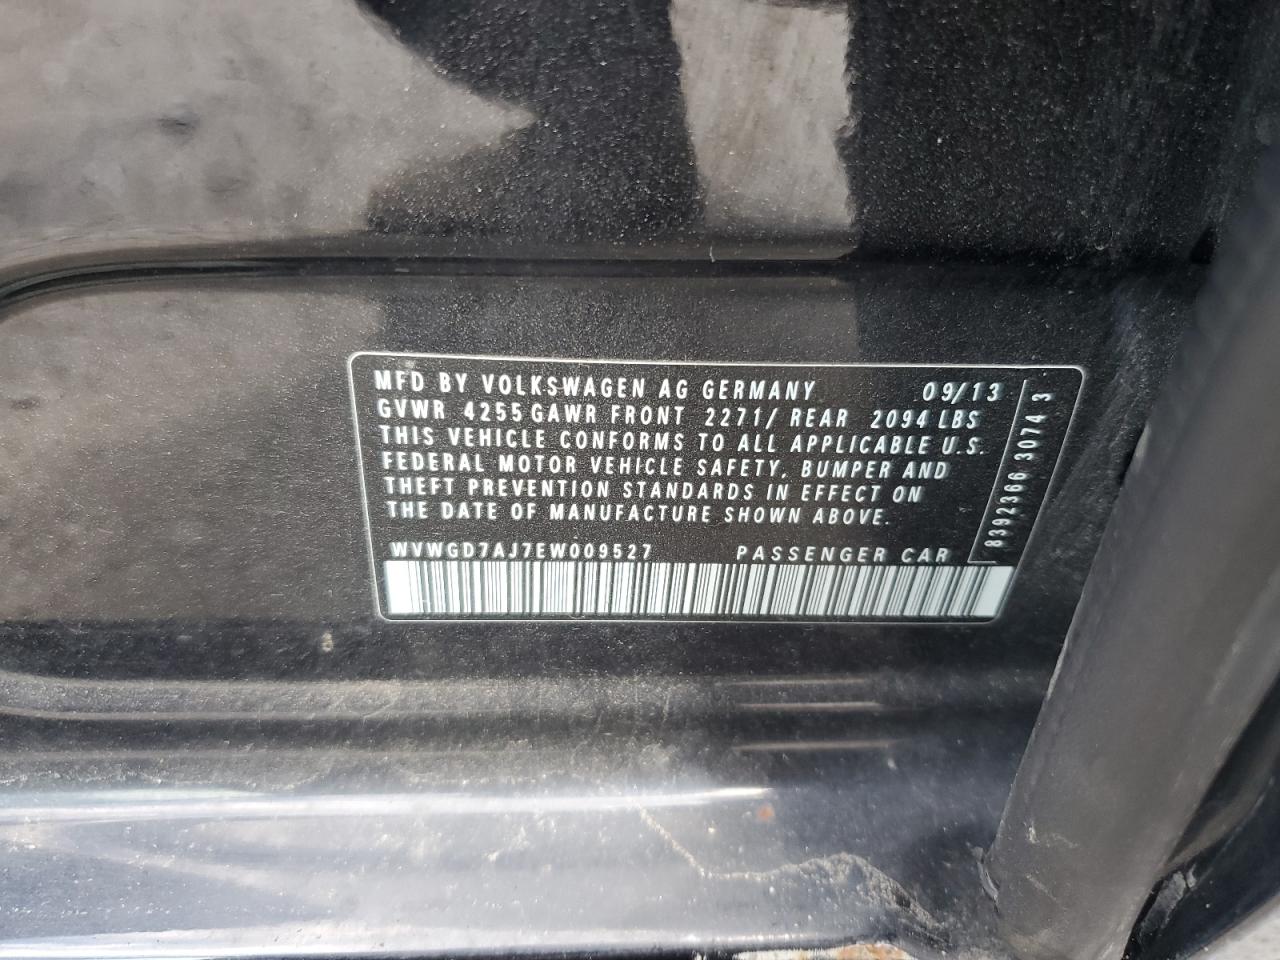 MFD BY VOLKSWAGEN AG GERMANY 09/13
GVWR 4255 GAWR FRONT 2271/ REAR 2094 LBS
THIS VEHICLE CONFORMS TO ALL APPLICABLE U.S.
FEDERAL MOTOR VEHICLE SAFETY, BUMPER AND
THEFT PREVENTION STANDARDS IN EFFECT ON
THE DATE OF MANUFACTURE SHOWN ABOVE.
WVWGD7AJ7EW009527 PASSENGER CAR
8392366 3074 3